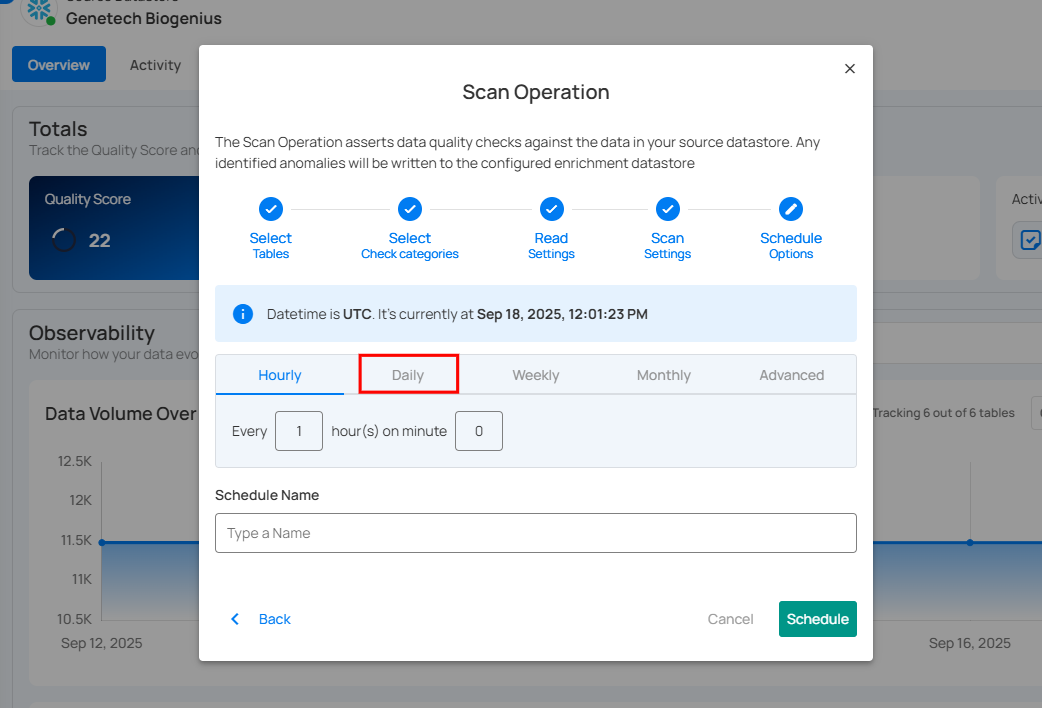 Genetech Biogenius
Overview
Activity
Totals
Track the Quality Score and
Quality Score
22
Observability
Monitor how your data evo
Data Volume Over
12.5K
12K
11.5K
11K
10.5K
Sep 12, 2025
Scan Operation
The Scan Operation asserts data quality checks against the data in your source datastore. Any
identified anomalies will be written to the configured enrichment datastore
Select
Tables
Select
Check categories
Read
Settings
Scan
Settings
Schedule
Options
Datetime is UTC. It's currently at Sep 18, 2025, 12:01:23 PM
Hourly
Daily
Weekly
Monthly
Advanced
Every 1 hour(s) on minute 0
Schedule Name
Type a Name
Back
Cancel
Schedule
Activ
Tracking 6 out of 6 tables
Sep 16, 2025